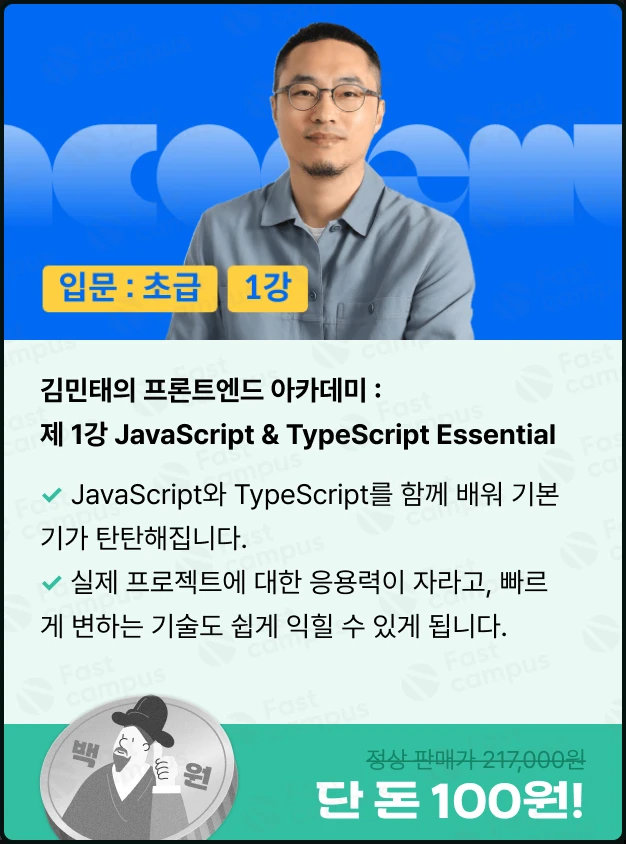 academy
입문 : 초급 1강
김민태의 프론트엔드 아카데미 :
제 1강 JavaScript & TypeScript Essential
✓ JavaScript와 TypeScript를 함께 배워 기본
기가 탄탄해집니다.
✓ 실제 프로젝트에 대한 응용력이 자라고, 빠르
게 변하는 기술도 쉽게 익힐 수 있게 됩니다.
Fast campus
백 원
정상 판매가 217,000원
단 돈 100원!